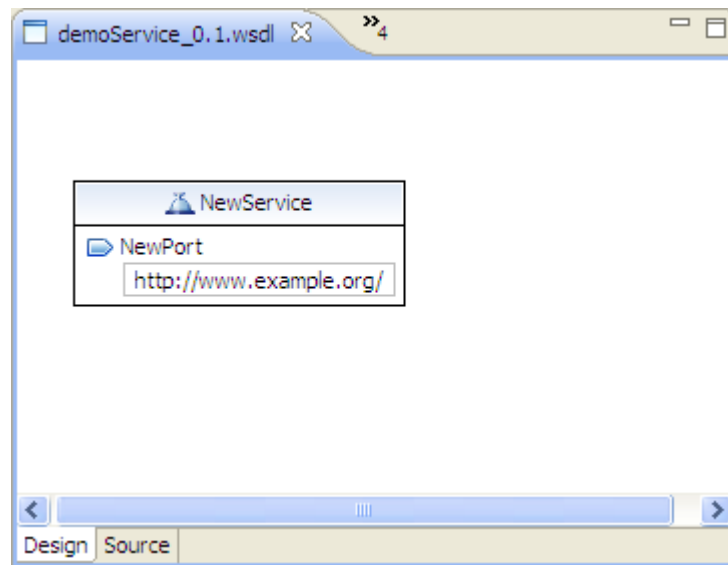 demoService_0.1.wsdl »4
NewService
NewPort
http://www.example.org/
Design Source